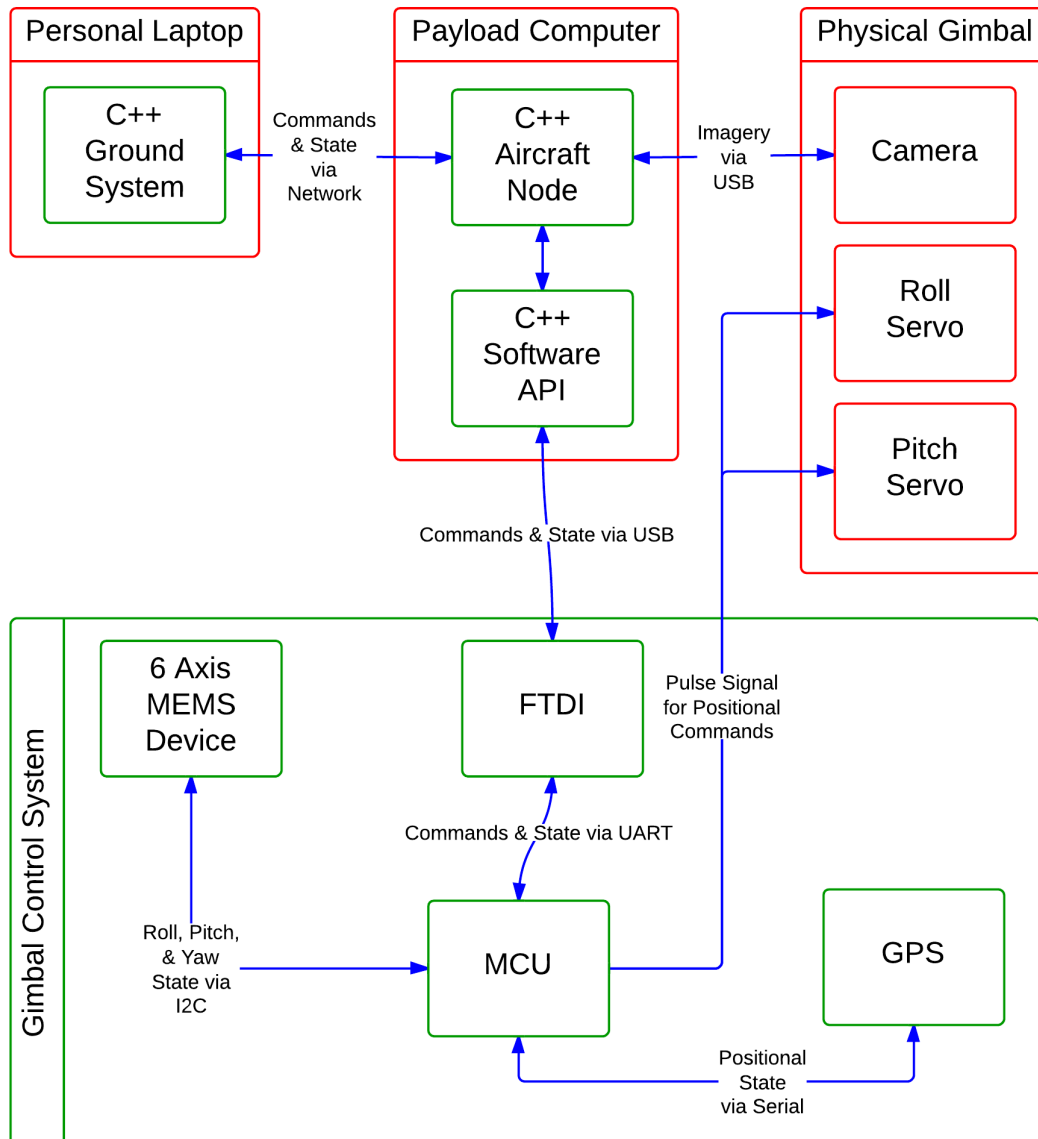 Personal Laptop
Payload Computer
Physical Gimbal
C++
Ground
System
Commands
& State
via
Network
C++
Aircraft
Node
Imagery
via
USB
Camera
C++
Software
API
Roll
Servo
Pitch
Servo
Commands & State via USB
Gimbal Control System
6 Axis
MEMS
Device
FTDI
Pulse Signal
for Positional
Commands
Commands & State via UART
Roll, Pitch,
& Yaw
State via
I2C
MCU
GPS
Positional
State
via Serial